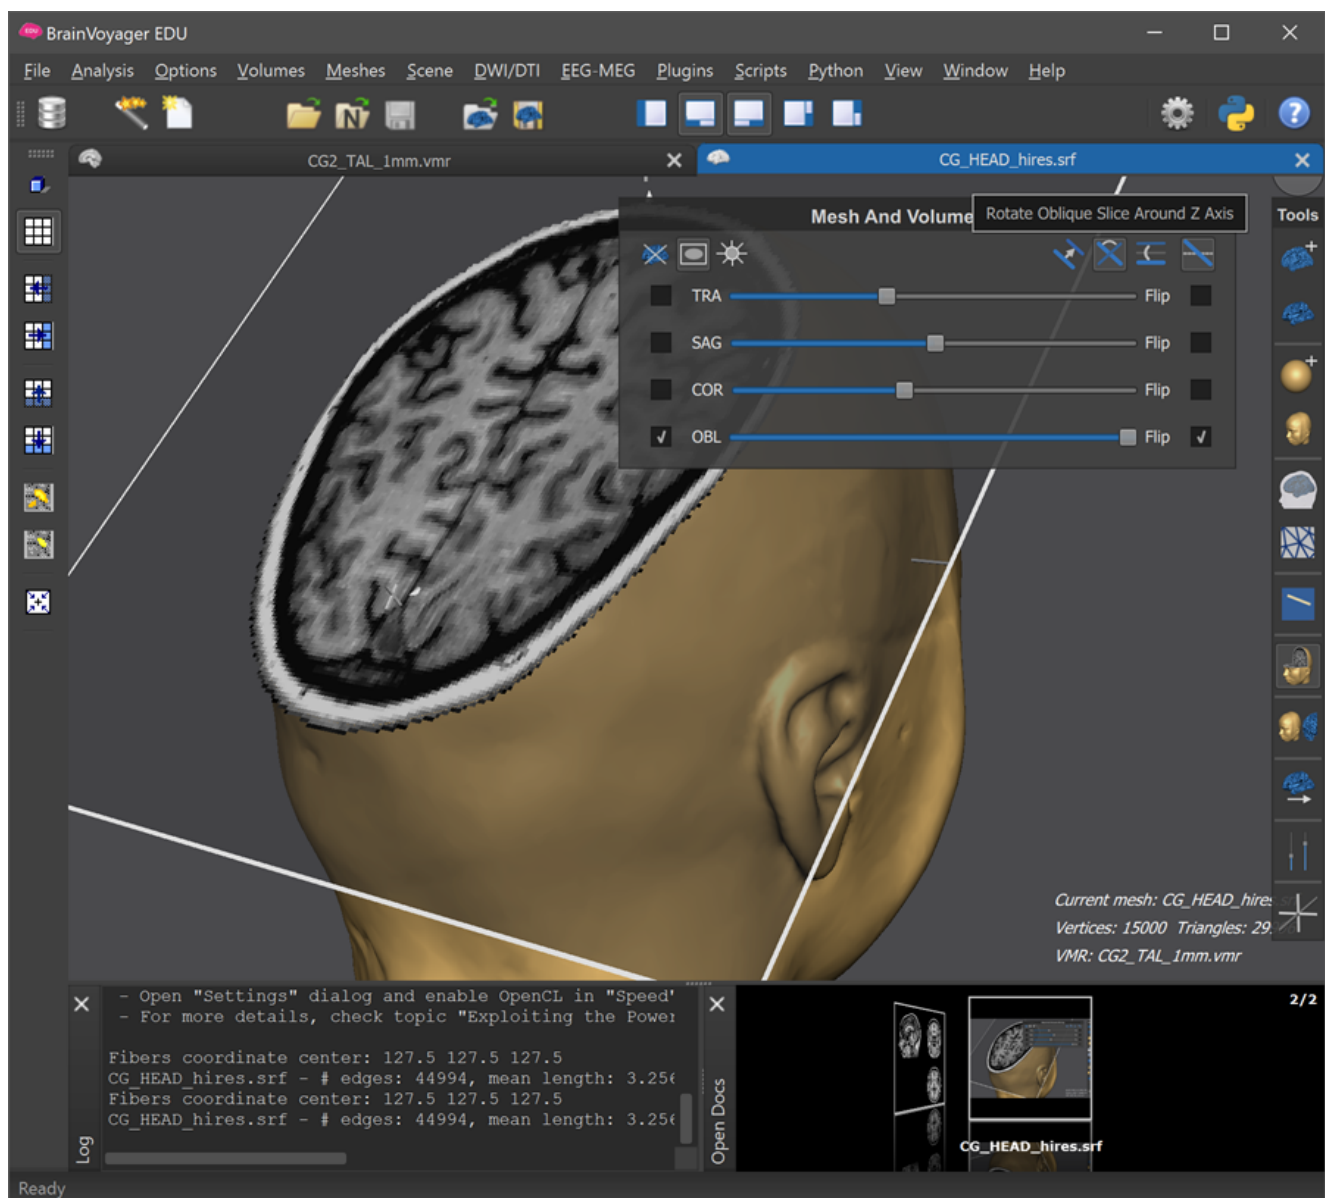 EDU BrainVoyager EDU
File Analysis Options Volumes Meshes Scene DWI/DTI EEG-MEG Plugins Scripts Python View Window Help
N ?
CG2_TAL_1mm.vmr CG_HEAD_hires.srf
Mesh And Volume Rotate Oblique Slice Around Z Axis
Tools
TRA Flip
SAG Flip
COR Flip
OBL Flip
Current mesh: CG_HEAD_hires.
Vertices: 15000 Triangles: 29
VMR: CG2_TAL_1mm.vmr
- Open "Settings" dialog and enable OpenCL in "Speed"
- For more details, check topic "Exploiting the Power
Fibers coordinate center: 127.5 127.5 127.5
CG_HEAD_hires.srf - # edges: 44994, mean length: 3.256
Fibers coordinate center: 127.5 127.5 127.5
CG_HEAD_hires.srf - # edges: 44994, mean length: 3.256
Log
Open Docs
2/2
CG_HEAD_hires.srf
Ready